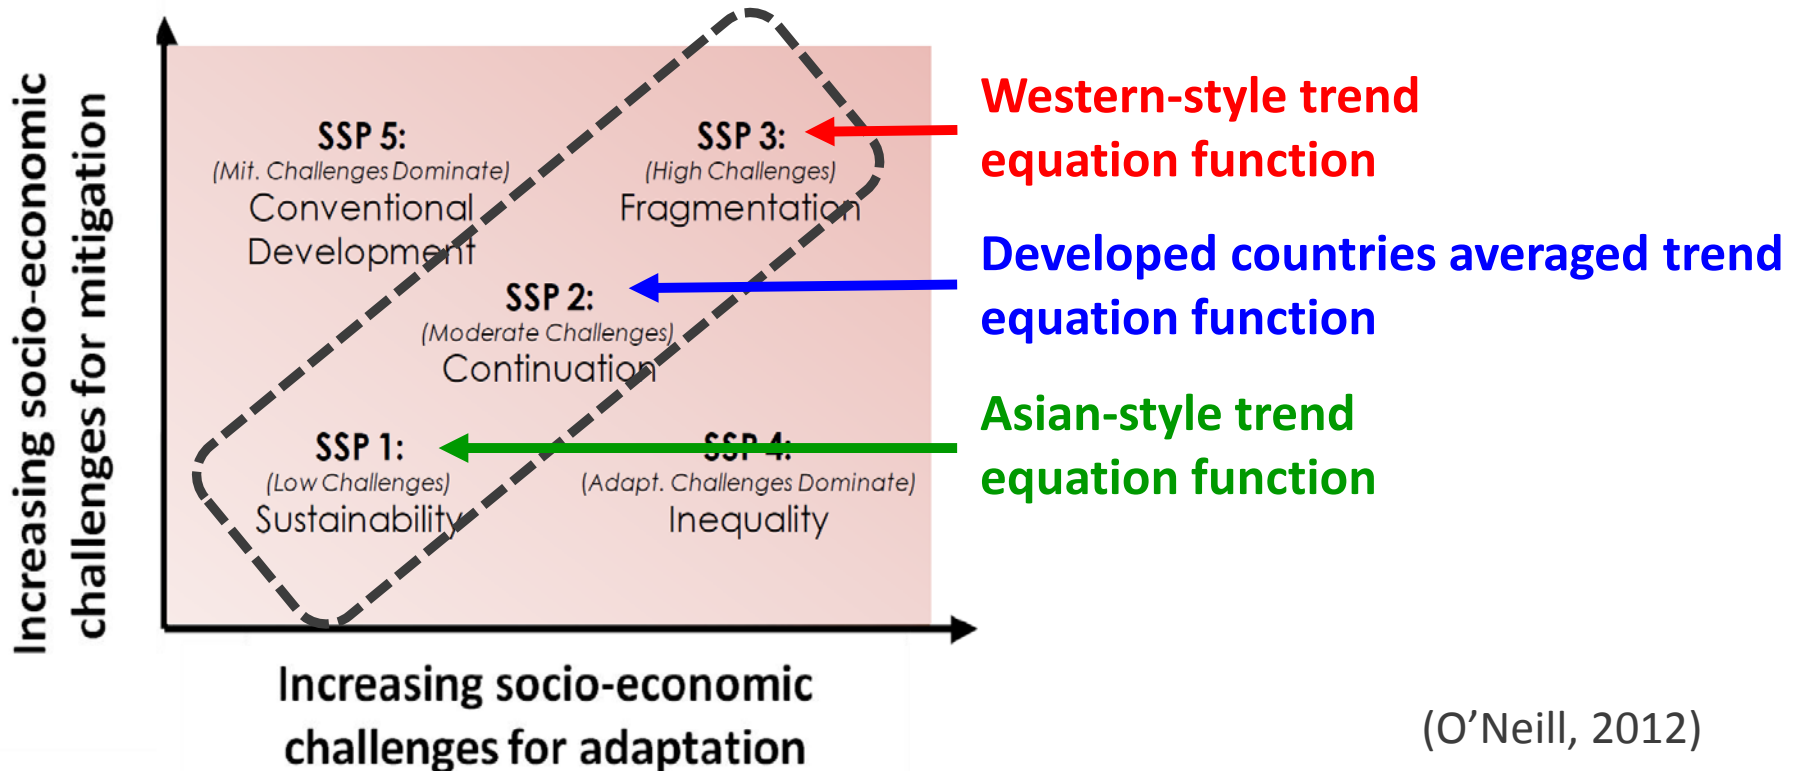 Increasing socio-economic
challenges for mitigation
SSP 5:
(Mit. Challenges Dominate)
Conventional
Development
SSP 3:
(High Challenges)
Fragmentation
SSP 2:
(Moderate Challenges)
Continuation
SSP 1:
(Low Challenges)
Sustainability
SSP 4:
(Adapt. Challenges Dominate)
Inequality
Western-style trend
equation function
Developed countries averaged trend
equation function
Asian-style trend
equation function
Increasing socio-economic
challenges for adaptation
(O’Neill, 2012)